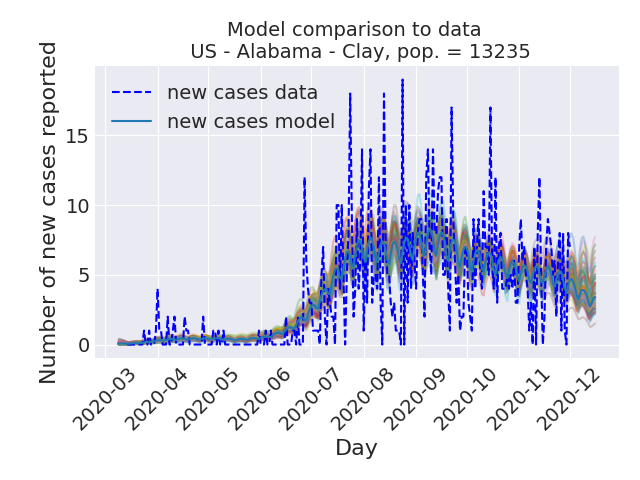 Model comparison to data
US - Alabama - Clay, pop. = 13235
Number of new cases reported
15
10
5
0
new cases data
new cases model
2020-03
2020-04
2020-05
2020-06
2020-07
2020-08
2020-09
2020-10
2020-11
2020-12
Day